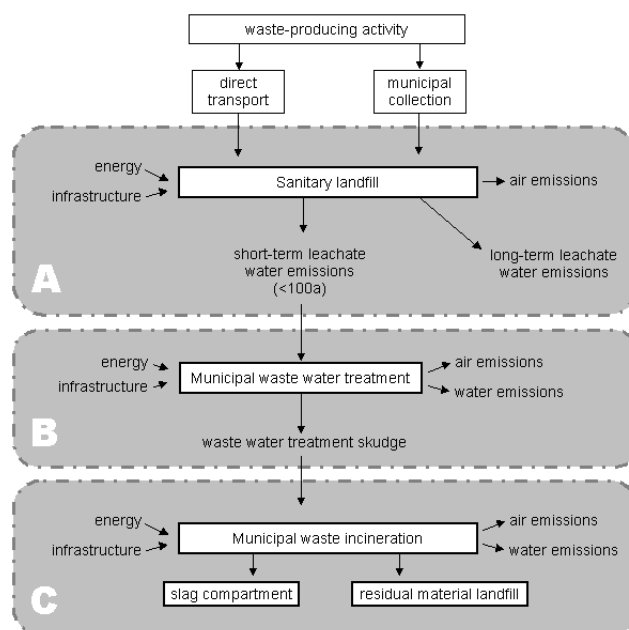 waste-producing activity
direct
transport
municipal
collection
energy
infrastructure
Sanitary landfill
air emissions
short-term leachate
water emissions
(<100a)
long-term leachate
water emissions
A
energy
infrastructure
Municipal waste water treatment
air emissions
water emissions
B
waste water treatment skudge
energy
infrastructure
Municipal waste incineration
air emissions
water emissions
C
slag compartment
residual material landfill